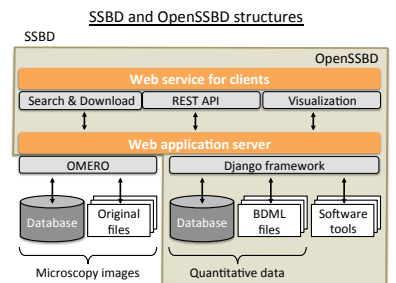 SSBD and OpenSSBD structures
SSBD
OpenSSBD
Web service for clients
Search & Download
REST API
Visualization
Web application server
OMERO
Django framework
Database
Original files
Database
BDML files
Software tools
Microscopy images
Quantitative data